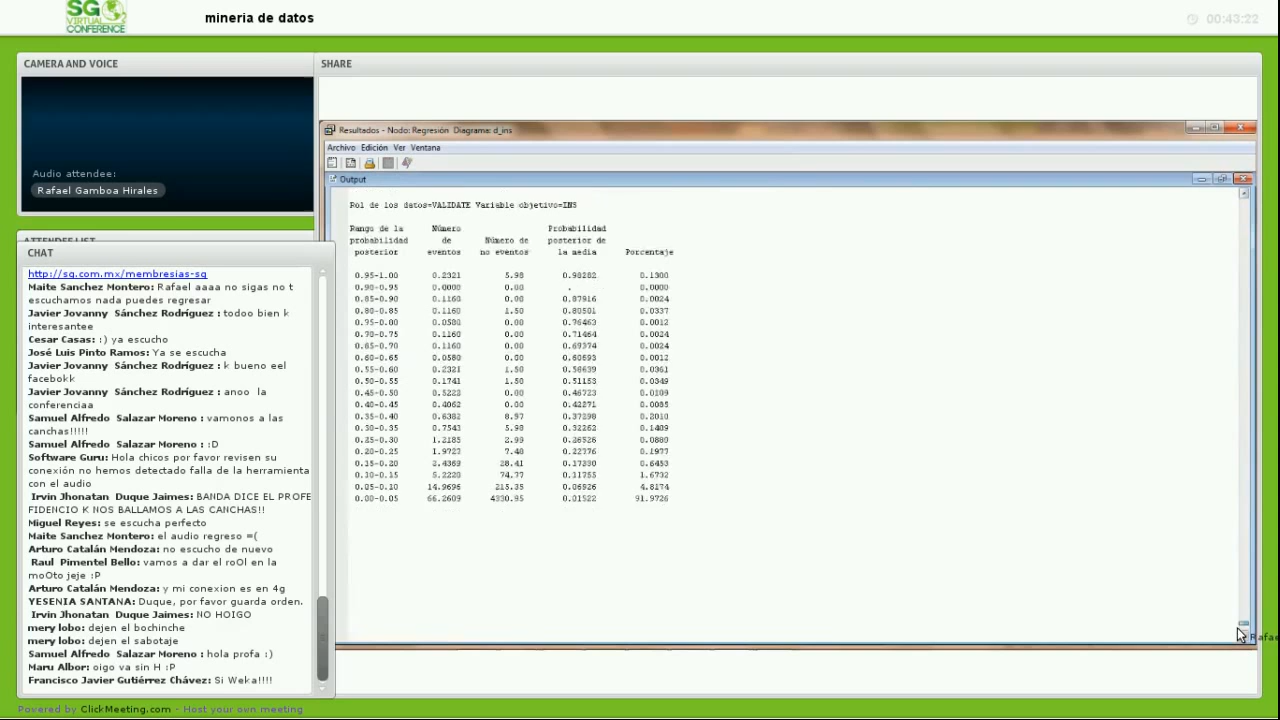 SG
VIRTUAL
CONFERENCE
mineria de datos
00:43:22
CAMERA AND VOICE
Audio attendee:
Rafael Gamboa Hirales
ATTENDEE LIST
CHAT
http://sg.com.mx/membresias-sg
Maite Sanchez Montero: Rafael aaaa no sigas no t
escuchamos nada puedes regresar
Javier Jovanny Sánchez Rodríguez : todoo bien k
interesantee
Cesar Casas: :) ya escucho
José Luis Pinto Ramos: Ya se escucha
Javier Jovanny Sánchez Rodríguez : k bueno eel
facebokk
Javier Jovanny Sánchez Rodríguez : anoo la
conferenciaa
Samuel Alfredo Salazar Moreno : vamonos a las
canchas!!!!!
Samuel Alfredo Salazar Moreno : :D
Software Guru: Hola chicos por favor revisen su
conexión no hemos detectado falla de la herramienta
con el audio
Irvin Jhonatan Duque Jaimes: BANDA DICE EL PROFE
FIDENCIO K NOS BALLAMOS A LAS CANCHAS!!
Miguel Reyes: se escucha perfecto
Maite Sanchez Montero: el audio regreso =(
Arturo Catalán Mendoza: no escucho de nuevo
Raul Pimentel Bello: vamos a dar el roOl en la
moOto jeje :P
Arturo Catalán Mendoza: y mi conexion es en 4g
YESENIA SANTANA: Duque, por favor guarda orden.
Irvin Jhonatan Duque Jaimes: NO HOIGO
mery lobo: dejen el bochinche
mery lobo: dejen el sabotaje
Samuel Alfredo Salazar Moreno : hola profa :)
Maru Albor: oigo va sin H :P
Francisco Javier Gutiérrez Chávez: Si Weka!!!!
SHARE
Resultados - Nodo: Regresión Diagrama: d_ins
Archivo Edición Ver Ventana
Output
Rol de los datos=VALIDATE Variable objetivo=INS
Rango de la Número Probabilidad
probabilidad de Número de posterior de
posterior eventos no eventos la media Porcentaje
0.95-1.00 0.2321 5.98 0.98282 0.1300
0.90-0.95 0.0000 0.00 . 0.0000
0.85-0.90 0.1160 0.00 0.87916 0.0024
0.80-0.85 0.1160 1.50 0.80501 0.0337
0.75-0.80 0.0580 0.00 0.76463 0.0012
0.70-0.75 0.1160 0.00 0.71464 0.0024
0.65-0.70 0.1160 0.00 0.69374 0.0024
0.60-0.65 0.0580 0.00 0.60693 0.0012
0.55-0.60 0.2321 1.50 0.58639 0.0361
0.50-0.55 0.1741 1.50 0.51153 0.0349
0.45-0.50 0.5222 0.00 0.46723 0.0109
0.40-0.45 0.4062 0.00 0.42271 0.0085
0.35-0.40 0.6382 8.97 0.37298 0.2010
0.30-0.35 0.7543 5.98 0.32262 0.1409
0.25-0.30 1.2185 2.99 0.26526 0.0880
0.20-0.25 1.9727 7.48 0.22776 0.1977
0.15-0.20 2.4369 28.41 0.17330 0.6453
0.10-0.15 5.2220 74.77 0.11755 1.6732
0.05-0.10 14.9696 215.35 0.06926 4.8174
0.00-0.05 66.2609 4330.85 0.01522 91.9726
Rafae
Powered by ClickMeeting.com - Host your own meeting